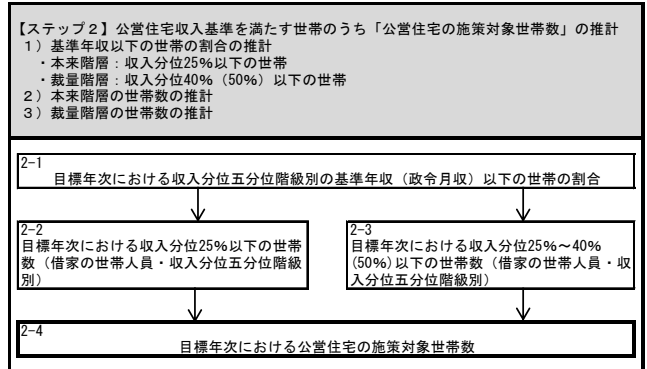 【ステップ２】公営住宅収入基準を満たす世帯のうち「公営住宅の施策対象世帯数」の推計
１）基準年収以下の世帯の割合の推計
・本来階層：収入分位25%以下の世帯
・裁量階層：収入分位40%（50%）以下の世帯
２）本来階層の世帯数の推計
３）裁量階層の世帯数の推計
2-1
目標年次における収入分位五分位階級別の基準年収（政令月収）以下の世帯の割合
2-2
目標年次における収入分位25%以下の世帯
数（借家の世帯人員・収入分位五分位階級
別）
2-3
目標年次における収入分位25%～40%
(50%)以下の世帯数（借家の世帯人員・収
入分位五分位階級別）
2-4
目標年次における公営住宅の施策対象世帯数